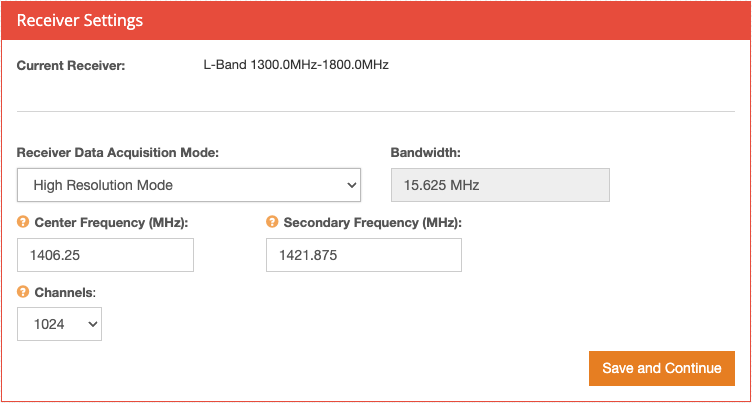 Receiver Settings
Current Receiver: L-Band 1300.0MHz-1800.0MHz
Receiver Data Acquisition Mode: Bandwidth:
High Resolution Mode 15.625 MHz
? Center Frequency (MHz): ? Secondary Frequency (MHz):
1406.25 1421.875
? Channels:
1024
Save and Continue